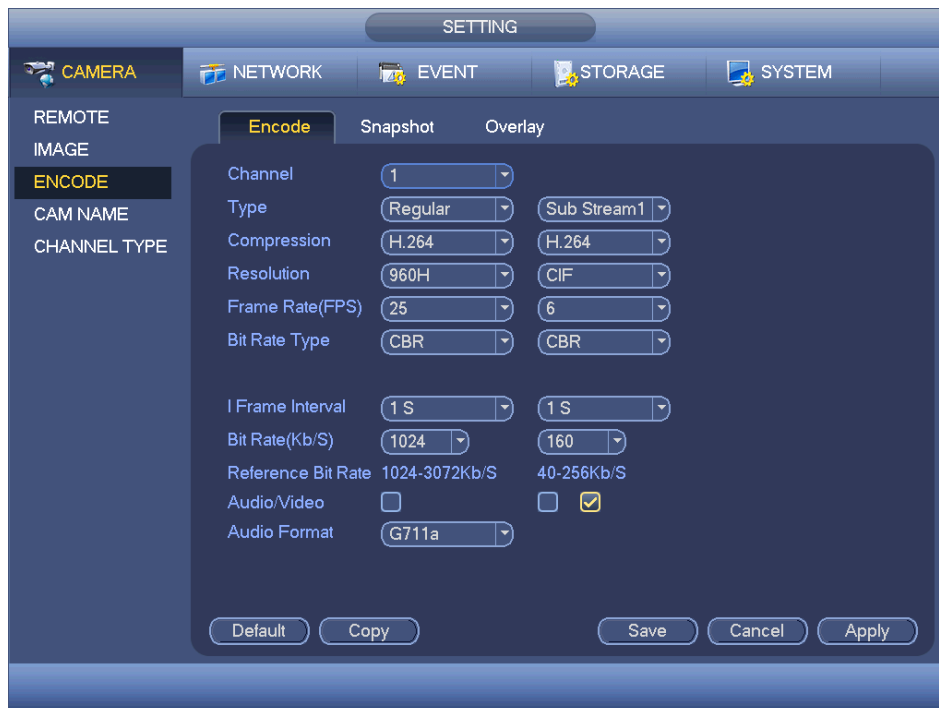 SETTING
CAMERA NETWORK EVENT STORAGE SYSTEM
REMOTE
IMAGE
ENCODE
CAM NAME
CHANNEL TYPE
Encode Snapshot Overlay
Channel 1
Type Regular Sub Stream1
Compression H.264 H.264
Resolution 960H CIF
Frame Rate(FPS) 25 6
Bit Rate Type CBR CBR
I Frame Interval 1 S 1 S
Bit Rate(Kb/S) 1024 160
Reference Bit Rate 1024-3072Kb/S 40-256Kb/S
Audio/Video
Audio Format G711a
Default Copy Save Cancel Apply